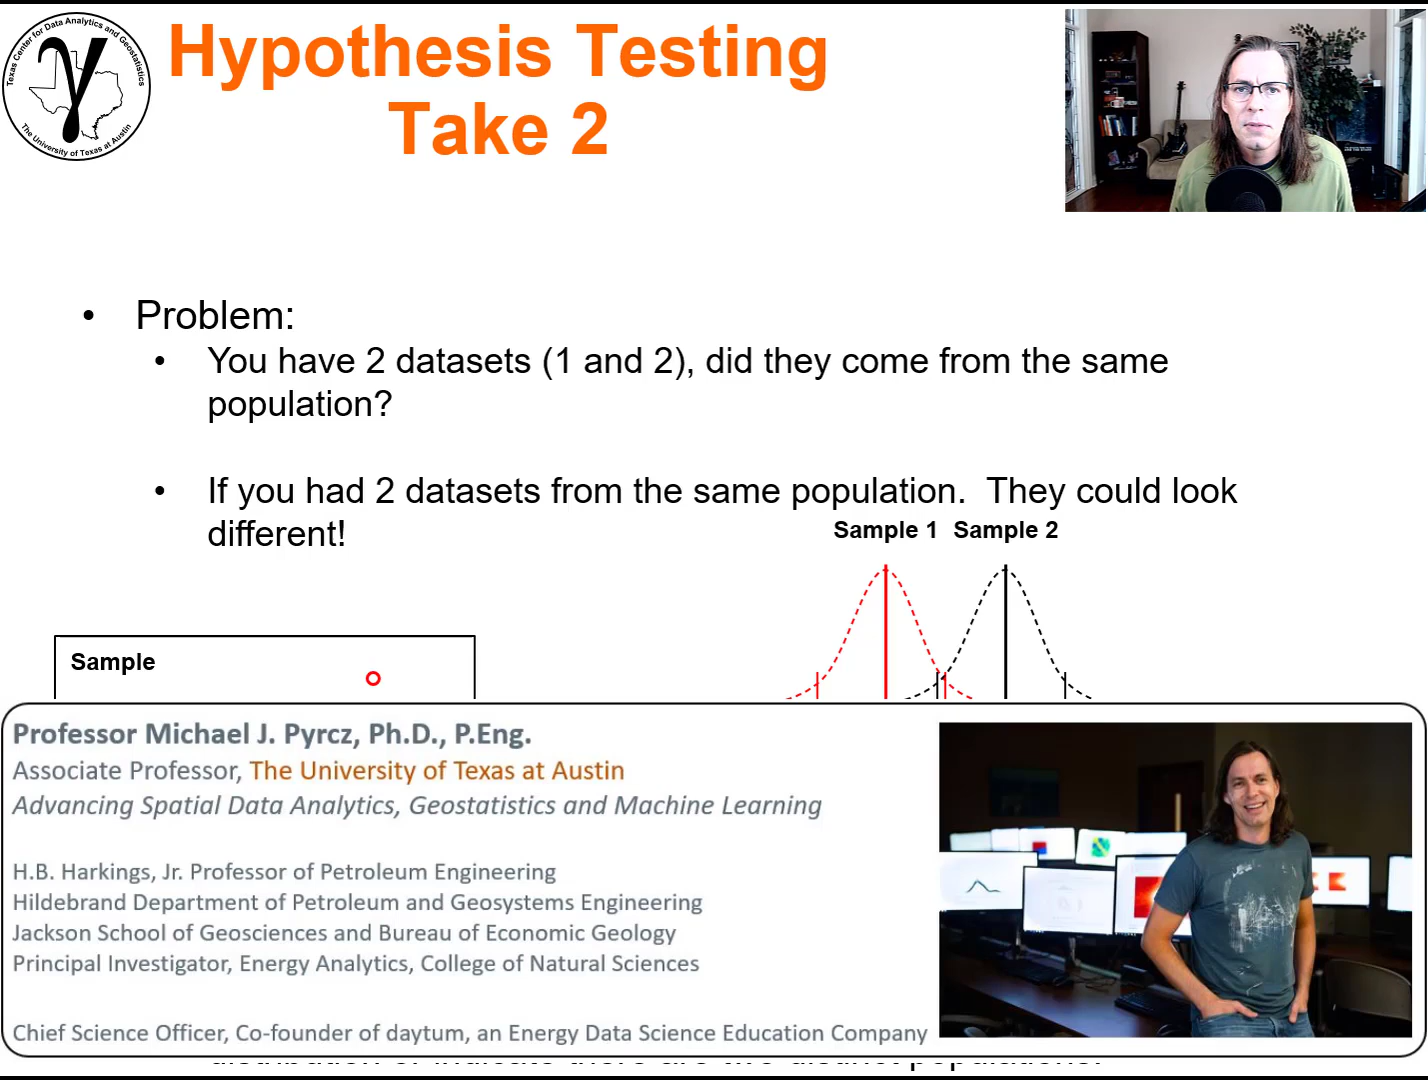 Texas Center for Data Analytics and Geostatistics
The University of Texas at Austin
Hypothesis Testing
Take 2
• Problem:
• You have 2 datasets (1 and 2), did they come from the same
population?
• If you had 2 datasets from the same population.  They could look
different!
Sample 1 Sample 2
Sample
Professor Michael J. Pyrcz, Ph.D., P.Eng.
Associate Professor, The University of Texas at Austin
Advancing Spatial Data Analytics, Geostatistics and Machine Learning
H.B. Harkings, Jr. Professor of Petroleum Engineering
Hildebrand Department of Petroleum and Geosystems Engineering
Jackson School of Geosciences and Bureau of Economic Geology
Principal Investigator, Energy Analytics, College of Natural Sciences
Chief Science Officer, Co-founder of daytum, an Energy Data Science Education Company